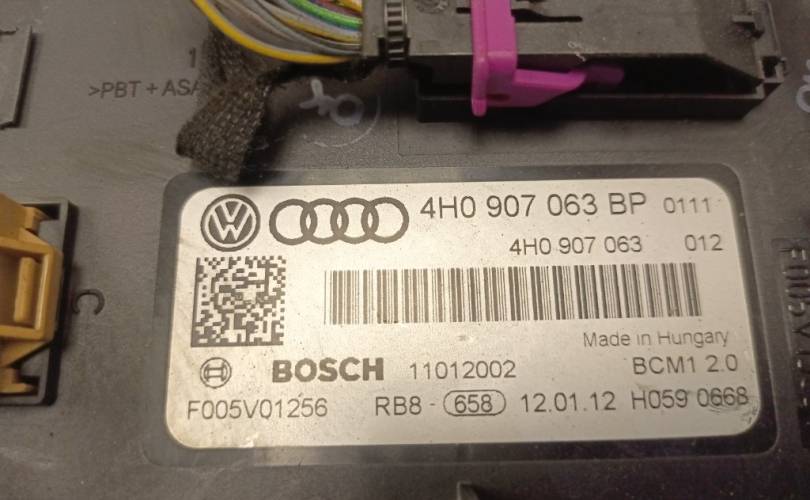 >PBT + ASA
4H0 907 063 BP 0111
4H0 907 063 012
Made in Hungary
BOSCH 11012002 BCM1 2.0
F005V01256 RB8 - 658 12.01.12 H059 0668
C